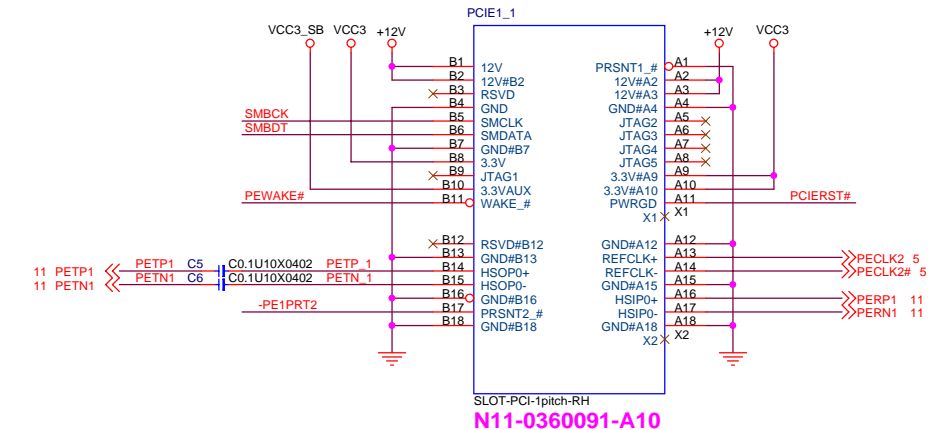 PCIE1_1
VCC3_SB VCC3 +12V
+12V VCC3
B1 12V PRSNT1_# A1
B2 12V#B2 12V#A2 A2
B3 RSVD 12V#A3 A3
B4 GND GND#A4 A4
SMBCK B5 SMCLK JTAG2 A5
SMBDT B6 SMDATA JTAG3 A6
B7 GND#B7 JTAG4 A7
B8 3.3V JTAG5 A8
B9 JTAG1 3.3V#A9 A9
B10 3.3VAUX 3.3V#A10 A10
PEWAKE# B11 WAKE_# PWRGD A11 PCIERST#
X1 X1
B12 RSVD#B12 GND#A12 A12
B13 GND#B13 REFCLK+ A13 PECLK2 5
11 PETP1 PETP1 C5 C0.1U10X0402 PETP_1 B14 HSOP0+ REFCLK- A14 PECLK2# 5
11 PETN1 PETN1 C6 C0.1U10X0402 PETN_1 B15 HSOP0- GND#A15 A15
B16 GND#B16 HSIP0+ A16 PERP1 11
-PE1PRT2 B17 PRSNT2_# HSIP0- A17 PERN1 11
B18 GND#B18 GND#A18 A18
X2 X2
SLOT-PCI-1pitch-RH
N11-0360091-A10